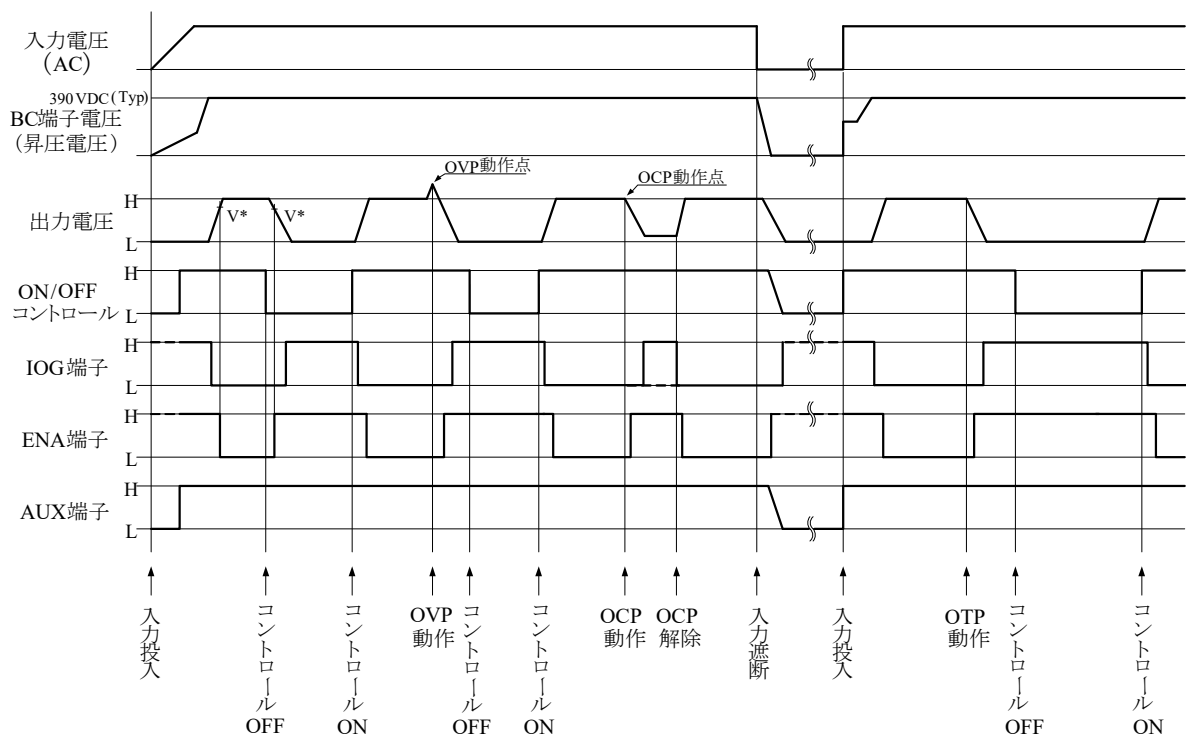 入力電圧
(AC)
390 VDC (Typ)
BC端子電圧
(昇圧電圧)
OVP動作点
OCP動作点
H
V*
V*
出力電圧
L
H
ON/OFF
コントロール
L
H
IOG端子
L
H
ENA端子
L
H
AUX端子
L
入力投入
コントロール
OFF
コントロール
ON
OVP
動作
コントロール
OFF
コントロール
ON
OCP
動作
OCP
解除
入力遮断
入力投入
OTP
動作
コントロール
OFF
コントロール
ON